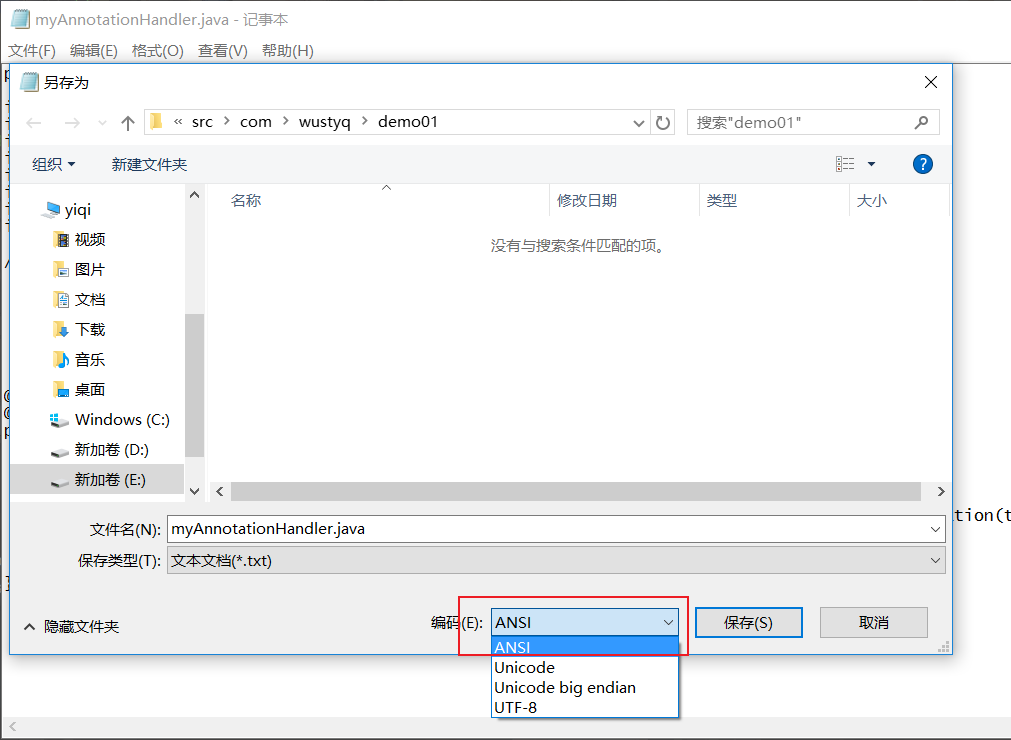 myAnnotationHandler.java - 记事本
文件(F) 编辑(E) 格式(O) 查看(V) 帮助(H)
另存为
« src › com › wustyq › demo01
搜索"demo01"
组织 新建文件夹
名称 修改日期 类型 大小
没有与搜索条件匹配的项。
yiqi
视频
图片
文档
下载
音乐
桌面
Windows (C:)
新加卷 (D:)
新加卷 (E:)
tion(t
文件名(N): myAnnotationHandler.java
保存类型(T): 文本文档(*.txt)
隐藏文件夹 编码(E): ANSI 保存(S) 取消
ANSI
Unicode
Unicode big endian
UTF-8